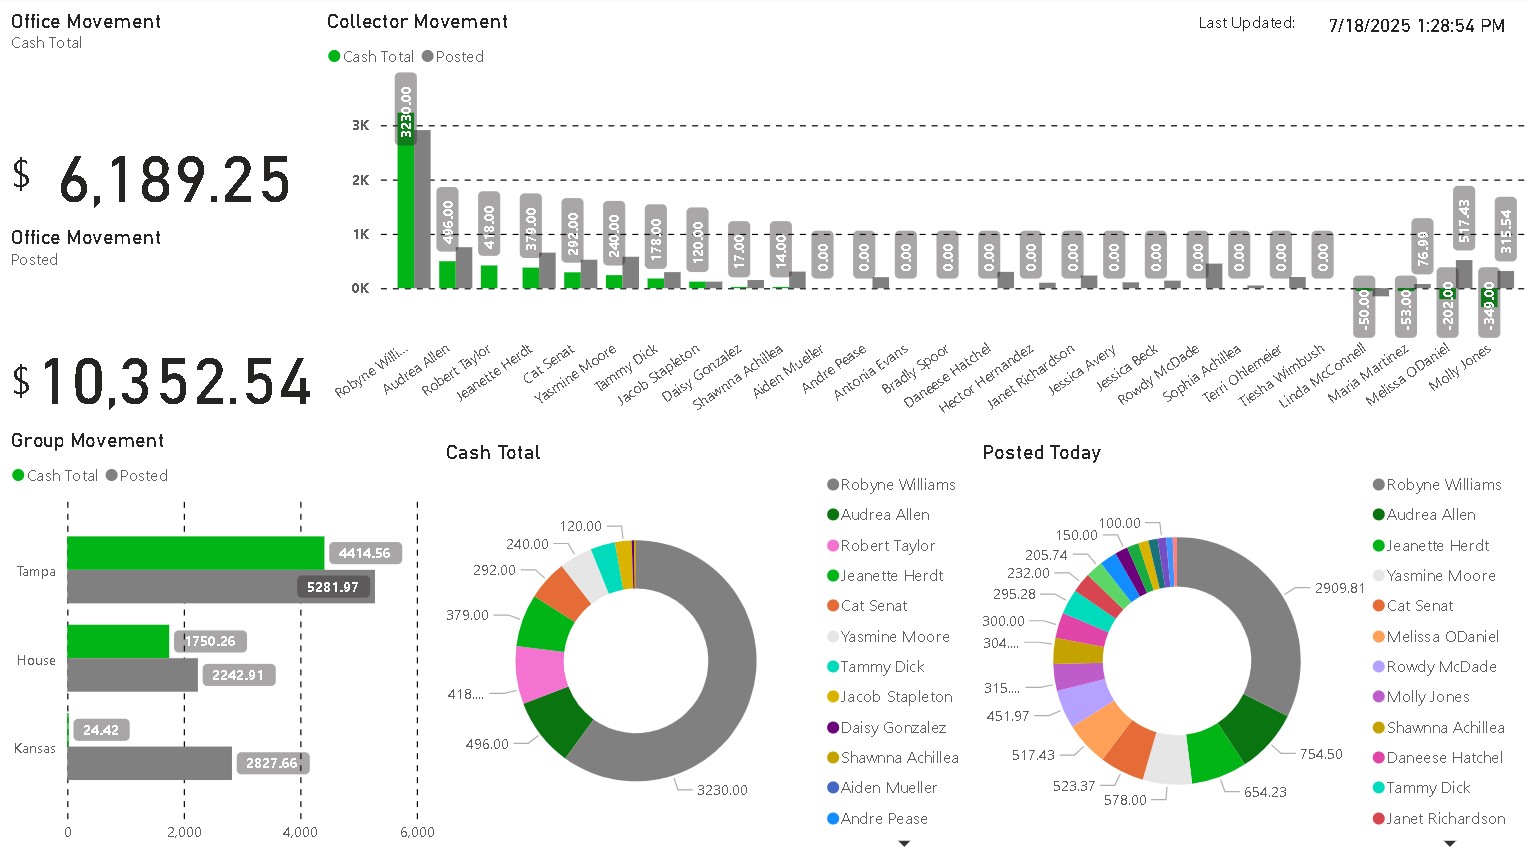 Office Movement
Cash Total
$ 6,189.25
Office Movement
Posted
$ 10,352.54
Collector Movement
Last Updated: 7/18/2025 1:28:54 PM
Cash Total Posted
3K
2K
1K
0K
3230.00
496.00
418.00
379.00
292.00
240.00
178.00
120.00
17.00
14.00
0.00
0.00
0.00
0.00
0.00
0.00
0.00
0.00
0.00
0.00
0.00
0.00
0.00
-50.00
-53.00
76.99
-202.00
517.43
-349.00
315.54
Robyne Willi...
Audrea Allen
Robert Taylor
Jeanette Herdt
Cat Senat
Yasmine Moore
Tammy Dick
Jacob Stapleton
Daisy Gonzalez
Shawnna Achillea
Aiden Mueller
Andre Pease
Antonia Evans
Bradly Spoor
Daneese Hatchel
Hector Hernandez
Janet Richardson
Jessica Avery
Jessica Beck
Rowdy McDade
Sophia Achillea
Terri Ohlemeier
Tiesha Wimbush
Linda McConnell
Maria Martinez
Melissa ODaniel
Molly Jones
Group Movement
Cash Total Posted
Tampa
4414.56
5281.97
House
1750.26
2242.91
Kansas
24.42
2827.66
0 2,000 4,000 6,000
Cash Total
120.00
240.00
292.00
379.00
418....
496.00
3230.00
Robyne Williams
Audrea Allen
Robert Taylor
Jeanette Herdt
Cat Senat
Yasmine Moore
Tammy Dick
Jacob Stapleton
Daisy Gonzalez
Shawnna Achillea
Aiden Mueller
Andre Pease
Posted Today
100.00
150.00
205.74
232.00
295.28
300.00
304....
315....
451.97
517.43
523.37
578.00
654.23
754.50
2909.81
Robyne Williams
Audrea Allen
Jeanette Herdt
Yasmine Moore
Cat Senat
Melissa ODaniel
Rowdy McDade
Molly Jones
Shawnna Achillea
Daneese Hatchel
Tammy Dick
Janet Richardson